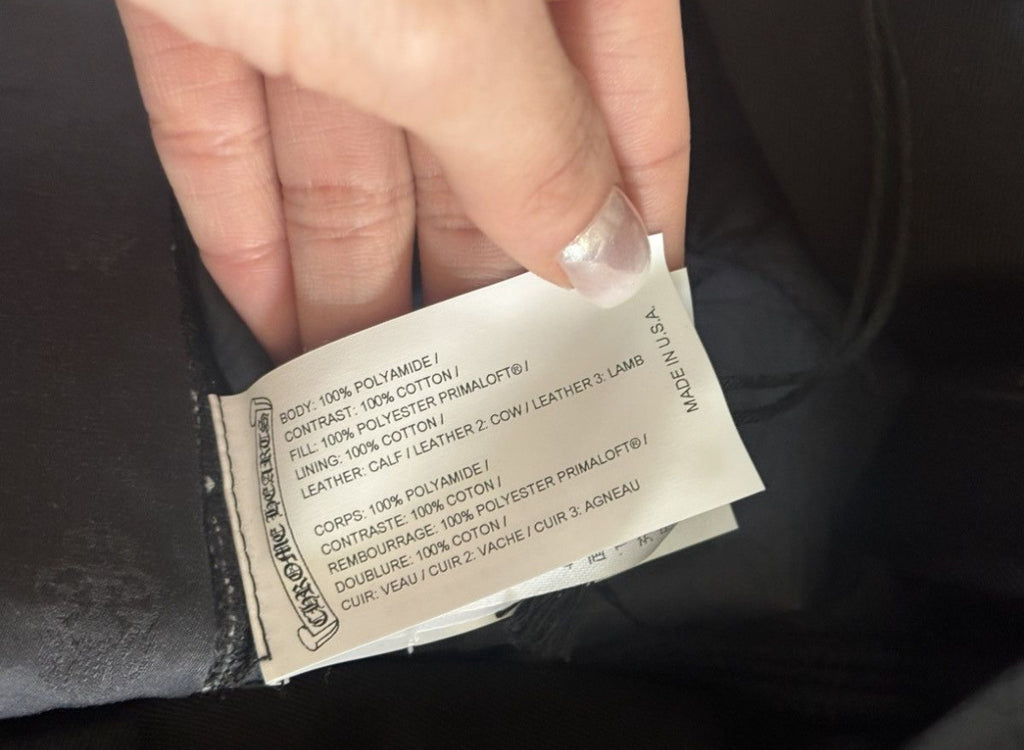 CHROME HEARTS
BODY: 100% POLYAMIDE /
CONTRAST: 100% COTTON /
FILL: 100% POLYESTER PRIMALOFT® /
LINING: 100% COTTON /
LEATHER: CALF / LEATHER 2: COW / LEATHER 3: LAMB
CORPS: 100% POLYAMIDE /
CONTRASTE: 100% COTON /
REMBOURRAGE: 100% POLYESTER PRIMALOFT® /
DOUBLURE: 100% COTON /
CUIR: VEAU / CUIR 2: VACHE / CUIR 3: AGNEAU
MADE IN U.S.A.